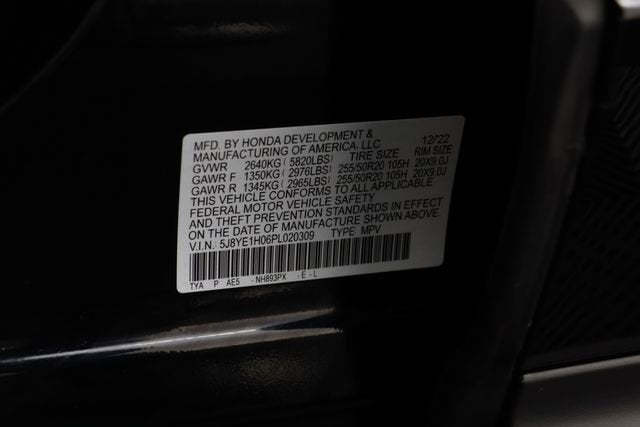 MFD. BY HONDA DEVELOPMENT & 12/22
MANUFACTURING OF AMERICA, LLC
GVWR 2640KG(5820LBS) TIRE SIZE RIM SIZE
GAWR F 1350KG(2976LBS) 255/50R20 105H 20X9.0J
GAWR R 1345KG(2965LBS) 255/50R20 105H 20X9.0J
THIS VEHICLE CONFORMS TO ALL APPLICABLE
FEDERAL MOTOR VEHICLE SAFETY
AND THEFT PREVENTION STANDARDS IN EFFECT
ON THE DATE OF MANUFACTURE SHOWN ABOVE.
V.I.N.: 5J8YE1H06PL020309 TYPE: MPV
TYA P AE5 -NH893PX -E-L